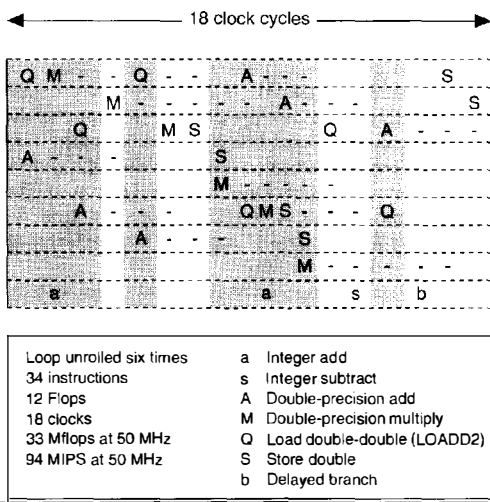 18 clock cycles
Q M - - Q - - A - - - S
M - - - - - A - - - S
Q M S Q A - - -
A - - - S
M - - - - -
A - - - Q M S - - - Q
A - - - S
M - - - - -
a a s b
Loop unrolled six times
34 instructions
12 Flops
18 clocks
33 Mflops at 50 MHz
94 MIPS at 50 MHz
a Integer add
s Integer subtract
A Double-precision add
M Double-precision multiply
Q Load double-double (LOADD2)
S Store double
b Delayed branch